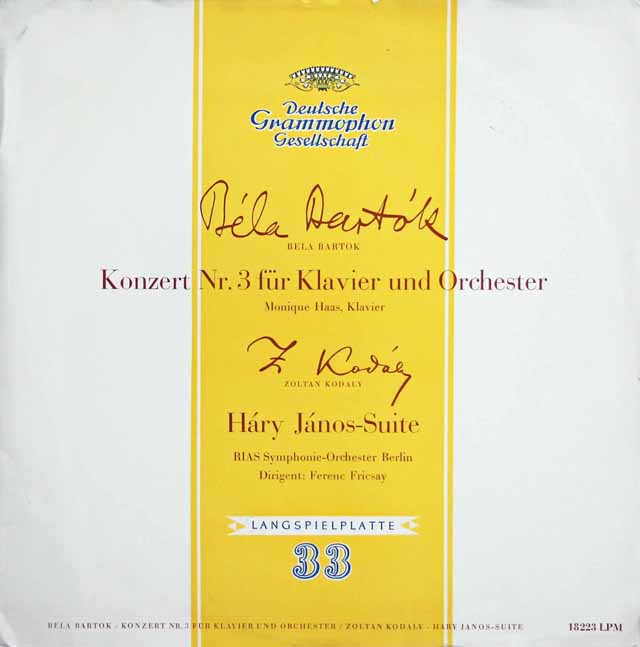 Deutsche
Grammophon
Gesellschaft
Béla Bartók
BELA BARTOK
Konzert Nr. 3 für Klavier und Orchester
Monique Haas, Klavier
Z Kodály
ZOLTAN KODALY
Háry János-Suite
RIAS Symphonie-Orchester Berlin
Dirigent: Ferenc Fricsay
LANGSPIELPLATTE
33
BELA BARTOK - KONZERT NR. 3 FÜR KLAVIER UND ORCHESTER / ZOLTAN KODALY - HARY JANOS-SUITE 18223 LPM